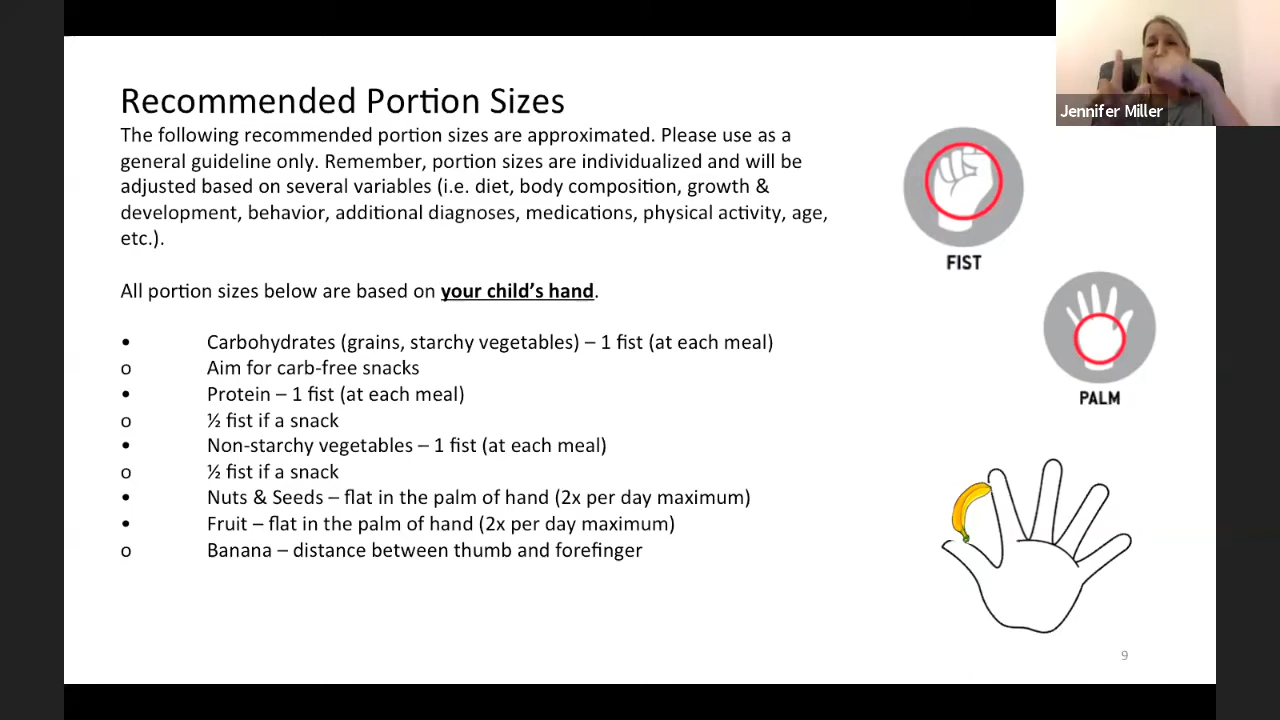 Recommended Portion Sizes
The following recommended portion sizes are approximated. Please use as a
general guideline only. Remember, portion sizes are individualized and will be
adjusted based on several variables (i.e. diet, body composition, growth &
development, behavior, additional diagnoses, medications, physical activity, age,
etc.).
All portion sizes below are based on your child's hand.
• Carbohydrates (grains, starchy vegetables) – 1 fist (at each meal)
o Aim for carb-free snacks
• Protein – 1 fist (at each meal)
o ½ fist if a snack
• Non-starchy vegetables – 1 fist (at each meal)
o ½ fist if a snack
• Nuts & Seeds – flat in the palm of hand (2x per day maximum)
• Fruit – flat in the palm of hand (2x per day maximum)
o Banana – distance between thumb and forefinger
Jennifer Miller
FIST
PALM
9